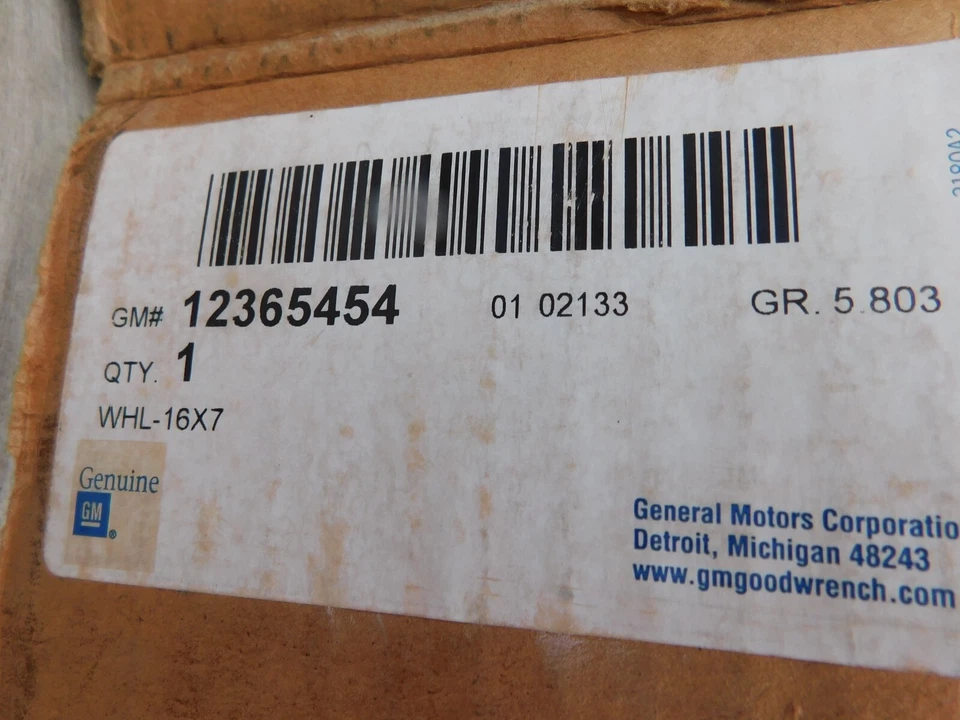 GM# 12365454 01 02133 GR. 5.803
QTY. 1
WHL-16X7
Genuine
GM
®
General Motors Corporatio
Detroit, Michigan 48243
www.gmgoodwrench.com